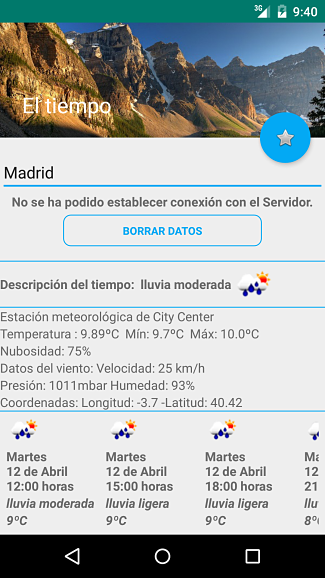 3G 9:40
El tiempo
Madrid
No se ha podido establecer conexión con el Servidor.
BORRAR DATOS
Descripción del tiempo: lluvia moderada
Estación meteorológica de City Center
Temperatura : 9.89ºC Mín: 9.7ºC Máx: 10.0ºC
Nubosidad: 75%
Datos del viento: Velocidad: 25 km/h
Presión: 1011mbar Humedad: 93%
Coordenadas: Longitud: -3.7 -Latitud: 40.42
Martes Martes Martes Ma
12 de Abril 12 de Abril 12 de Abril 12
12:00 horas 15:00 horas 18:00 horas 21
lluvia moderada lluvia ligera lluvia ligera lluv
9ºC 9ºC 9ºC 8º